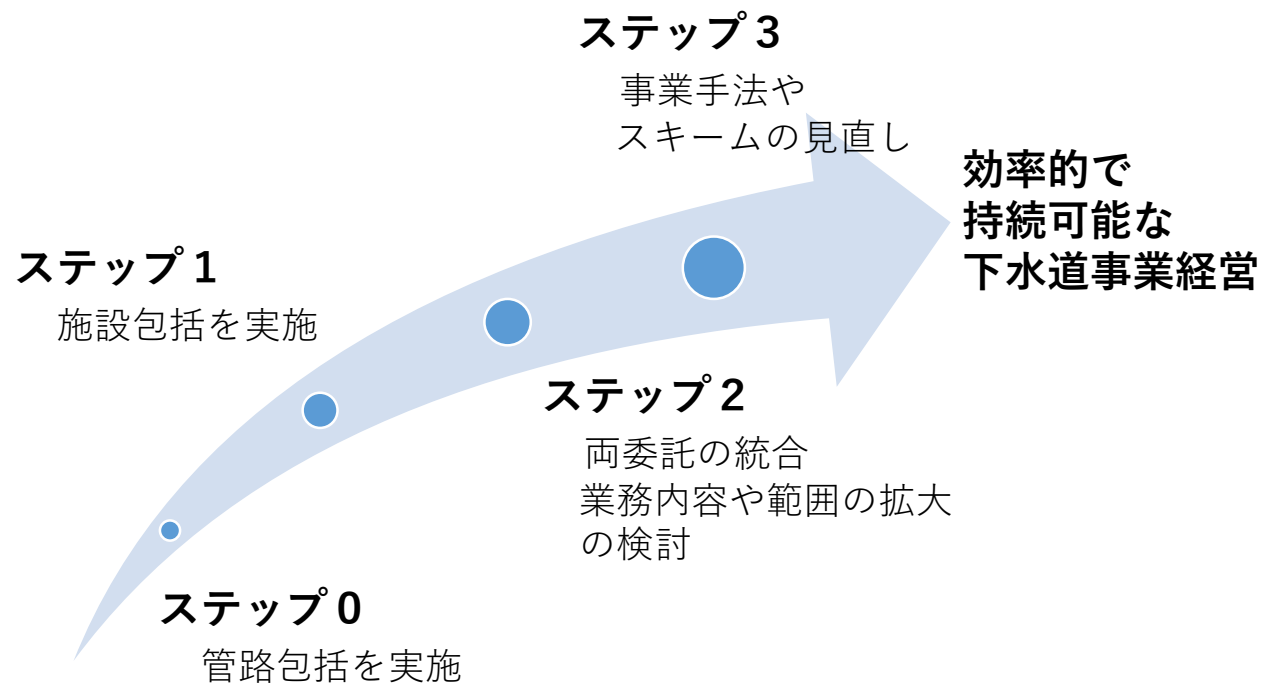 ステップ3
事業手法や
スキームの見直し
効率的で
持続可能な
下水道事業経営
ステップ1
施設包括を実施
ステップ2
両委託の統合
業務内容や範囲の拡大
の検討
ステップ0
管路包括を実施